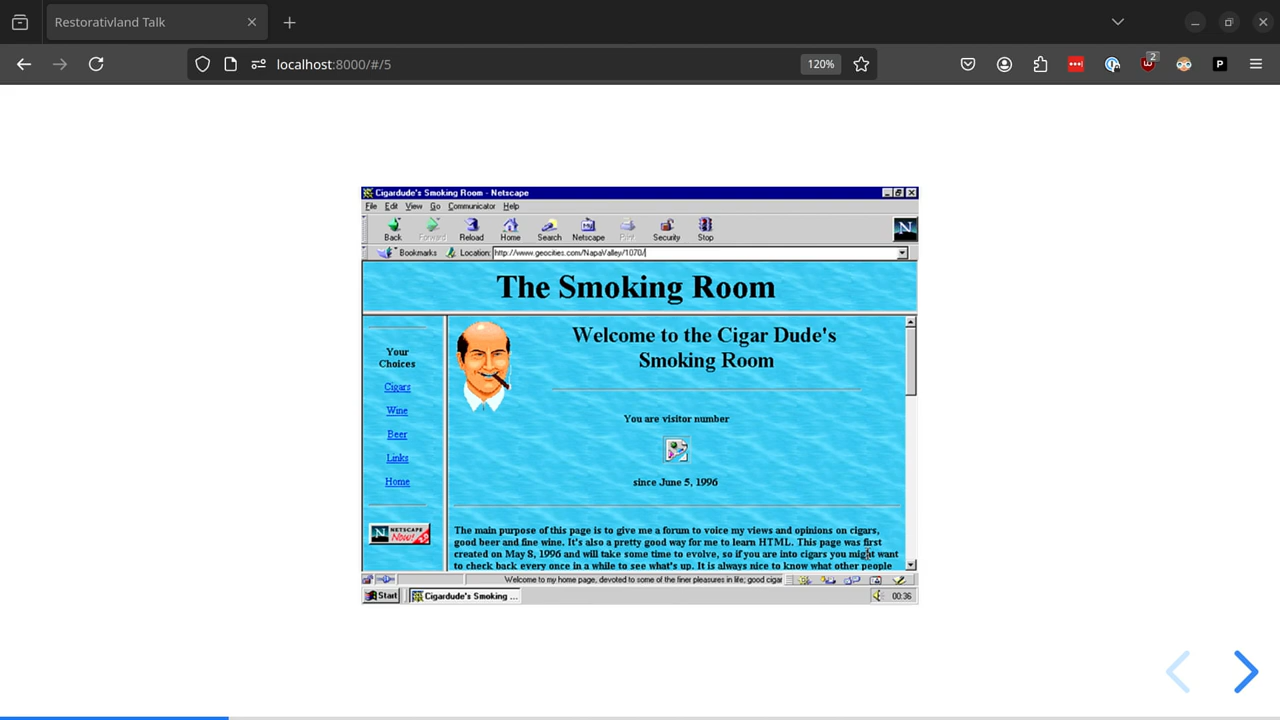 Restorativland Talk
localhost:8000/#/5
120%
2
P
Cigardude's Smoking Room - Netscape
File Edit View Go Communicator Help
Back Forward Reload Home Search Netscape Print Security Stop
N
Bookmarks Location: http://www.geocities.com/NapaValley/1070/
The Smoking Room
Your
Choices
Cigars
Wine
Beer
Links
Home
N NETSCAPE
Now!
Welcome to the Cigar Dude's
Smoking Room
You are visitor number
since June 5, 1996
The main purpose of this page is to give me a forum to voice my views and opinions on cigars,
good beer and fine wine. It's also a pretty good way for me to learn HTML. This page was first
created on May 8, 1996 and will take some time to evolve, so if you are into cigars you might want
to check back every once in a while to see what's up. It is always nice to know what other people
Welcome to my home page, devoted to some of the finer pleasures in life; good cigar
Start Cigardude's Smoking ... 00:36